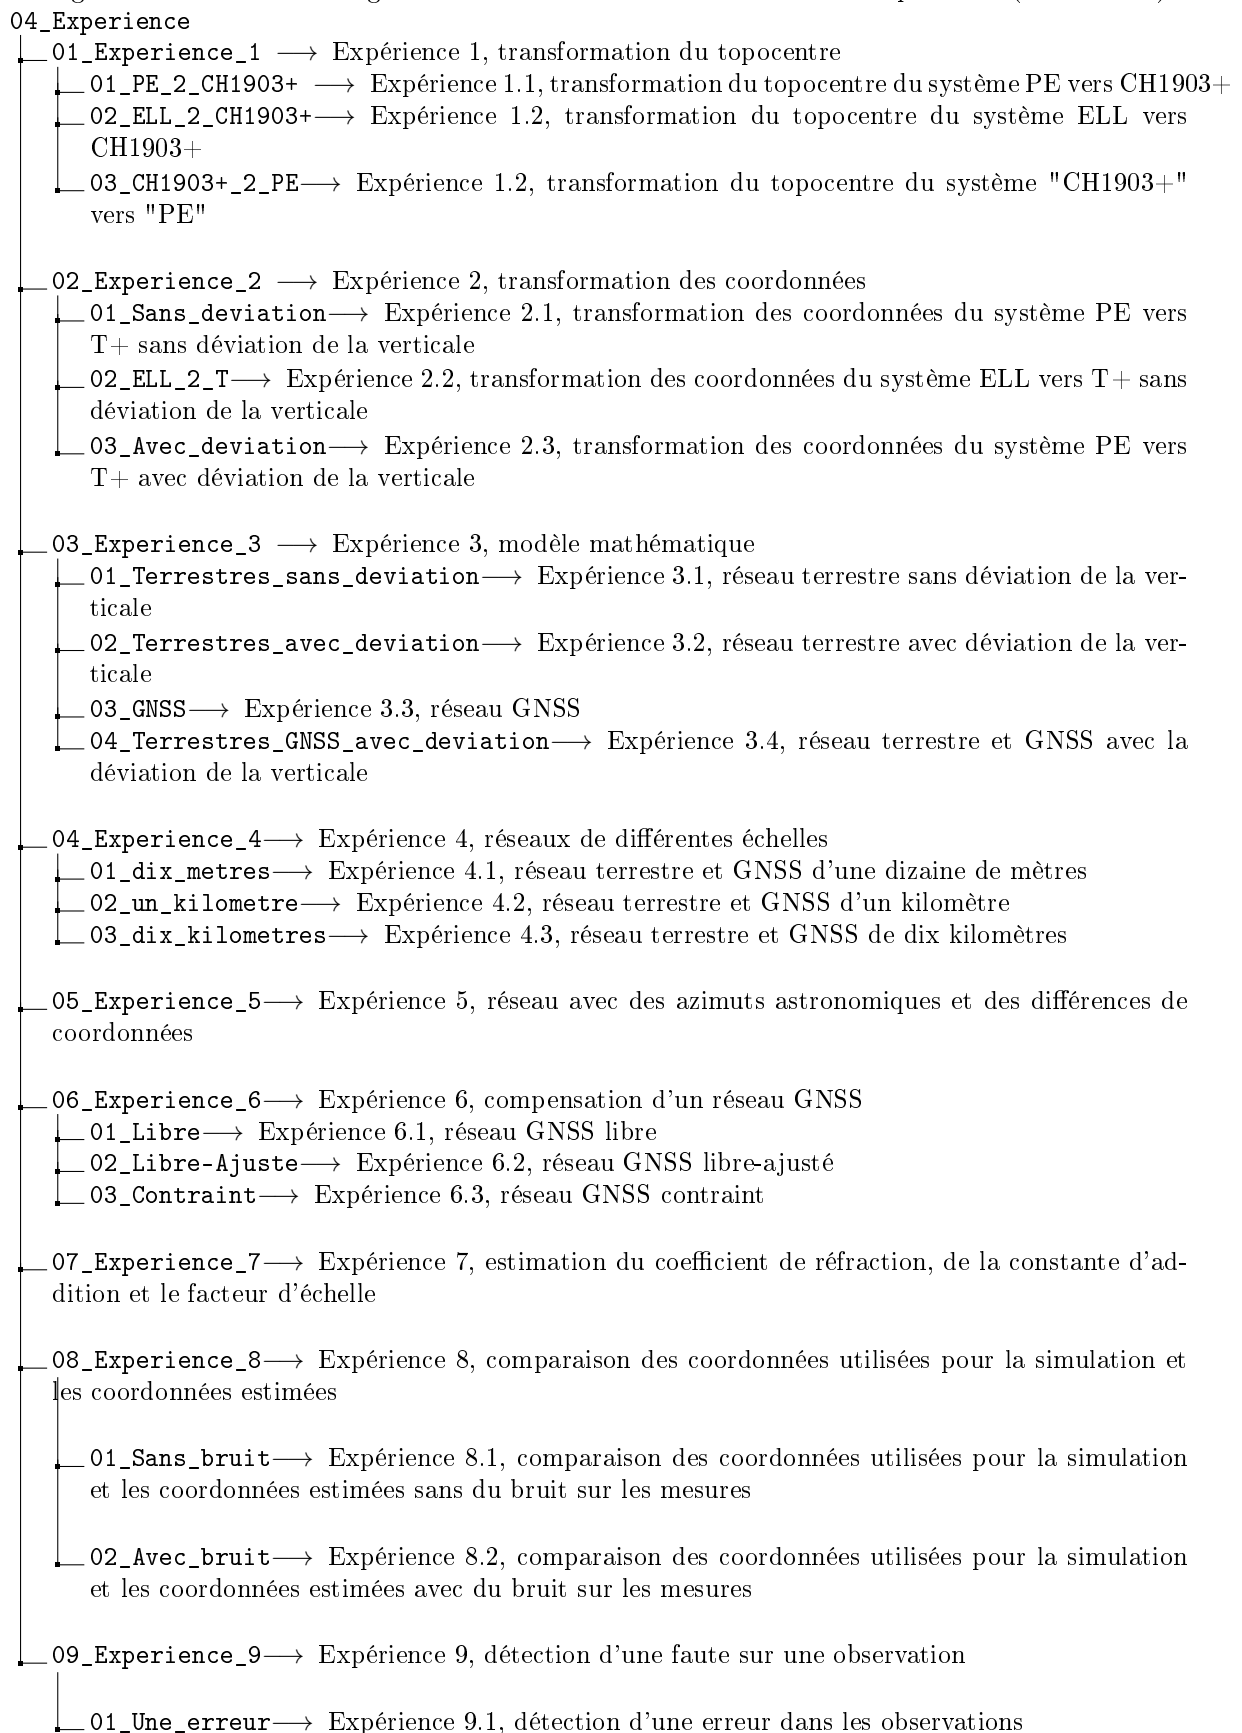 04_Experience
01_Experience_1 ⟶ Expérience 1, transformation du topocentre
01_PE_2_CH1903+ ⟶ Expérience 1.1, transformation du topocentre du système PE vers CH1903+
02_ELL_2_CH1903+⟶ Expérience 1.2, transformation du topocentre du système ELL vers
CH1903+
03_CH1903+_2_PE⟶ Expérience 1.2, transformation du topocentre du système "CH1903+"
vers "PE"
02_Experience_2 ⟶ Expérience 2, transformation des coordonnées
01_Sans_deviation⟶ Expérience 2.1, transformation des coordonnées du système PE vers
T+ sans déviation de la verticale
02_ELL_2_T⟶ Expérience 2.2, transformation des coordonnées du système ELL vers T+ sans
déviation de la verticale
03_Avec_deviation⟶ Expérience 2.3, transformation des coordonnées du système PE vers
T+ avec déviation de la verticale
03_Experience_3 ⟶ Expérience 3, modèle mathématique
01_Terrestres_sans_deviation⟶ Expérience 3.1, réseau terrestre sans déviation de la ver-
ticale
02_Terrestres_avec_deviation⟶ Expérience 3.2, réseau terrestre avec déviation de la ver-
ticale
03_GNSS⟶ Expérience 3.3, réseau GNSS
04_Terrestres_GNSS_avec_deviation⟶ Expérience 3.4, réseau terrestre et GNSS avec la
déviation de la verticale
04_Experience_4⟶ Expérience 4, réseaux de différentes échelles
01_dix_metres⟶ Expérience 4.1, réseau terrestre et GNSS d'une dizaine de mètres
02_un_kilometre⟶ Expérience 4.2, réseau terrestre et GNSS d'un kilomètre
03_dix_kilometres⟶ Expérience 4.3, réseau terrestre et GNSS de dix kilomètres
05_Experience_5⟶ Expérience 5, réseau avec des azimuts astronomiques et des différences de
coordonnées
06_Experience_6⟶ Expérience 6, compensation d'un réseau GNSS
01_Libre⟶ Expérience 6.1, réseau GNSS libre
02_Libre-Ajuste⟶ Expérience 6.2, réseau GNSS libre-ajusté
03_Contraint⟶ Expérience 6.3, réseau GNSS contraint
07_Experience_7⟶ Expérience 7, estimation du coefficient de réfraction, de la constante d'ad-
dition et le facteur d'échelle
08_Experience_8⟶ Expérience 8, comparaison des coordonnées utilisées pour la simulation et
les coordonnées estimées
01_Sans_bruit⟶ Expérience 8.1, comparaison des coordonnées utilisées pour la simulation
et les coordonnées estimées sans du bruit sur les mesures
02_Avec_bruit⟶ Expérience 8.2, comparaison des coordonnées utilisées pour la simulation
et les coordonnées estimées avec du bruit sur les mesures
09_Experience_9⟶ Expérience 9, détection d'une faute sur une observation
01_Une_erreur⟶ Expérience 9.1, détection d'une erreur dans les observations